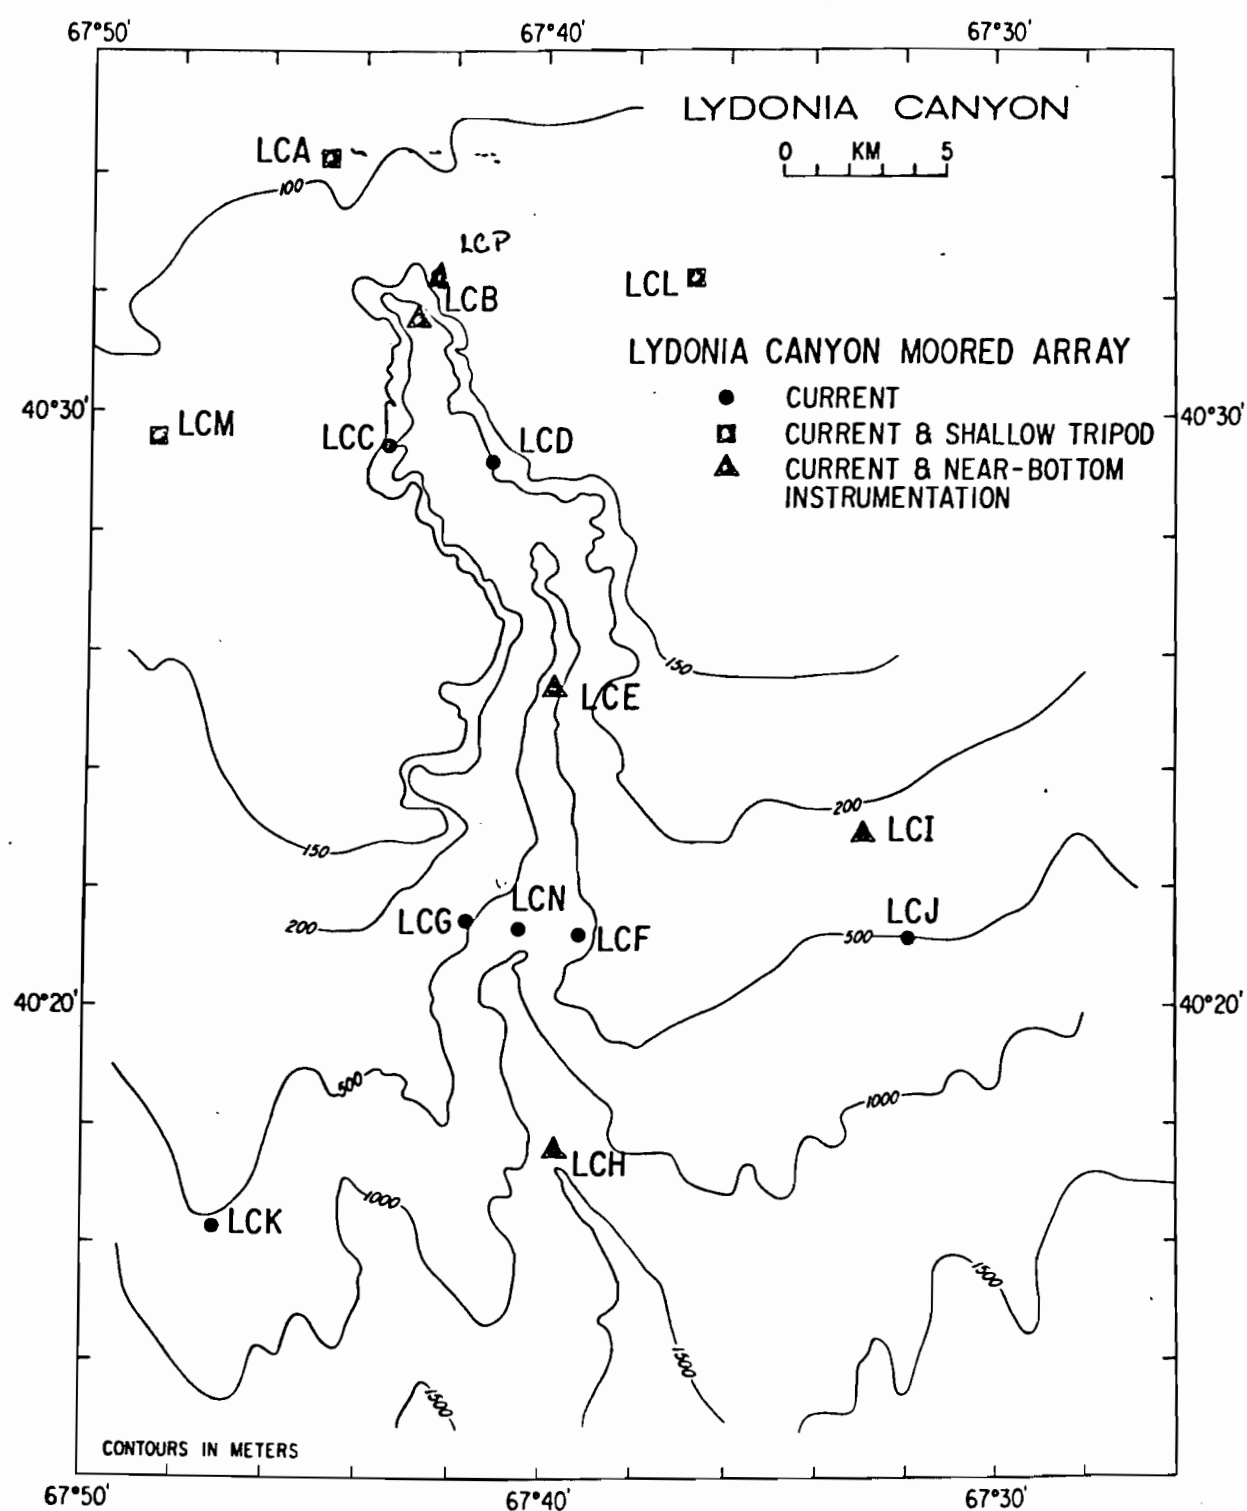 67°50' 67°40' 67°30'
LYDONIA CANYON
0 KM 5
LCA
100
LCP
LCB
LCL
LYDONIA CANYON MOORED ARRAY
CURRENT
CURRENT & SHALLOW TRIPOD
CURRENT & NEAR-BOTTOM
INSTRUMENTATION
40°30' 40°30'
LCM
LCC
LCD
150
LCE
200
LCI
150
LCN
LCJ
200
LCG
LCF
500
40°20' 40°20'
500
1000
LCH
1000
LCK
1500
1500
1500
CONTOURS IN METERS
67°50' 67°40' 67°30'